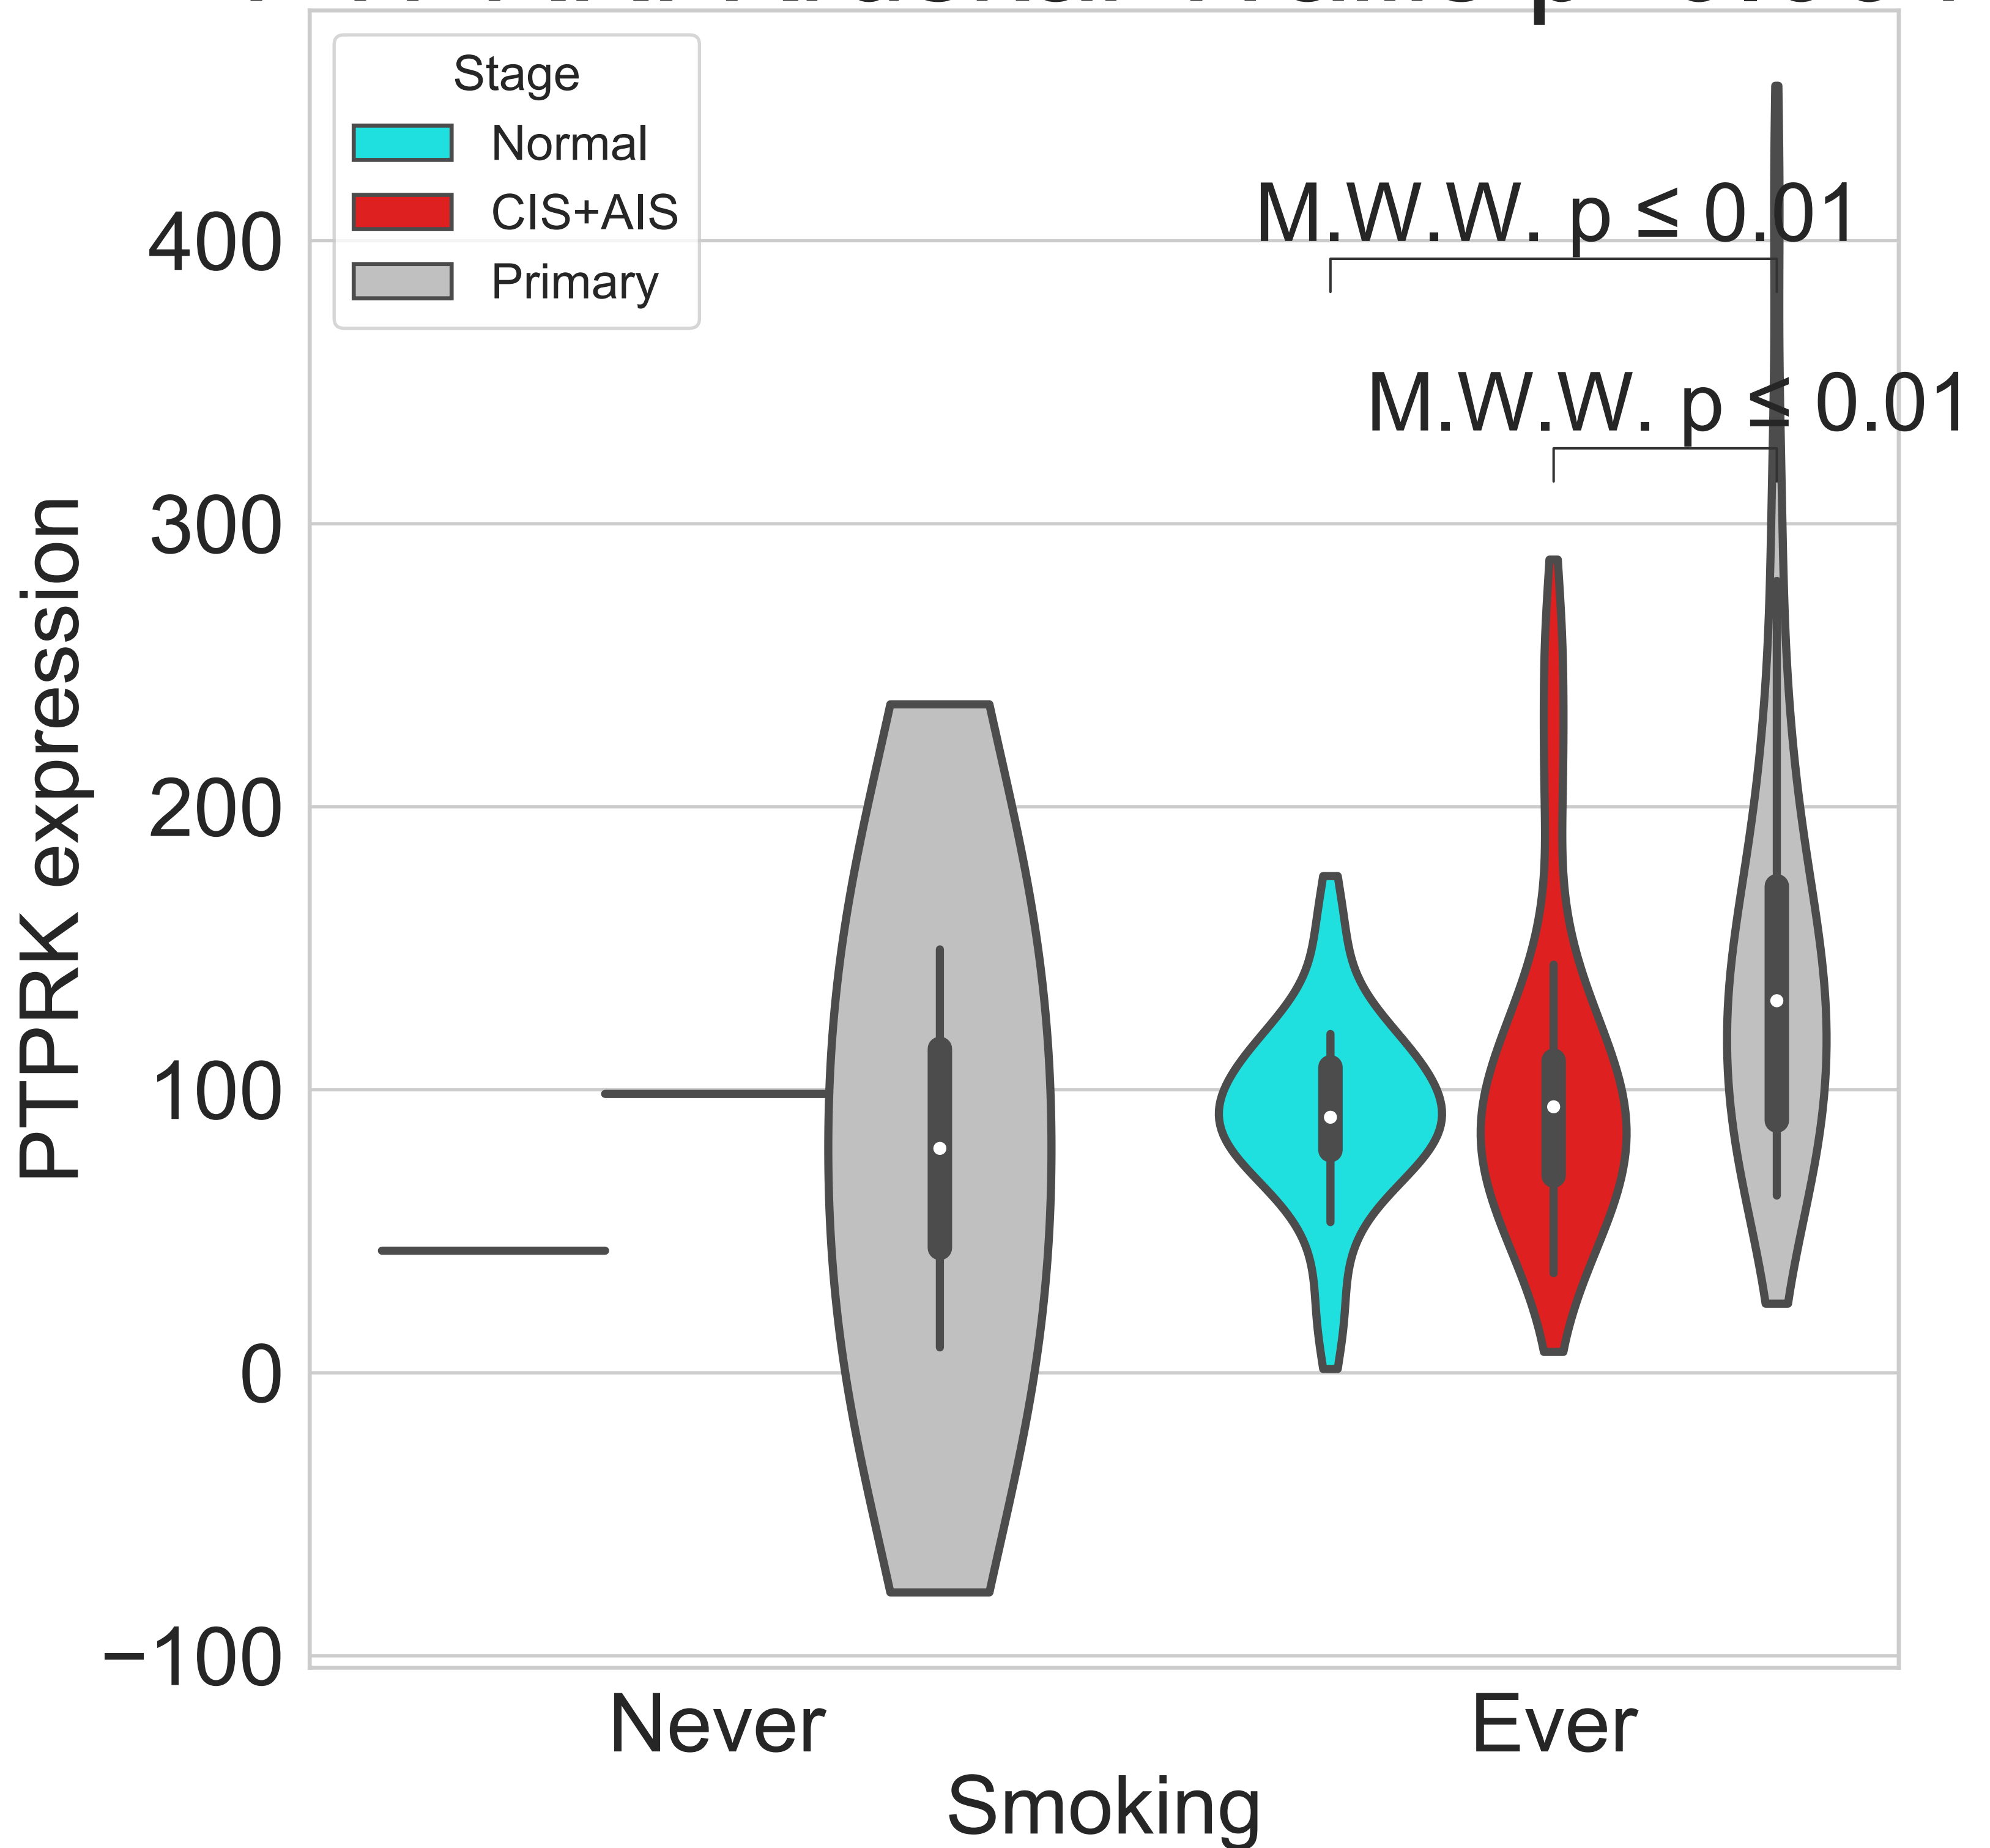 Stage
Normal
CIS+AIS
Primary
M.W.W. p ≤ 0.01
M.W.W. p ≤ 0.01
400
300
200
100
0
−100
PTPRK expression
Never
Ever
Smoking